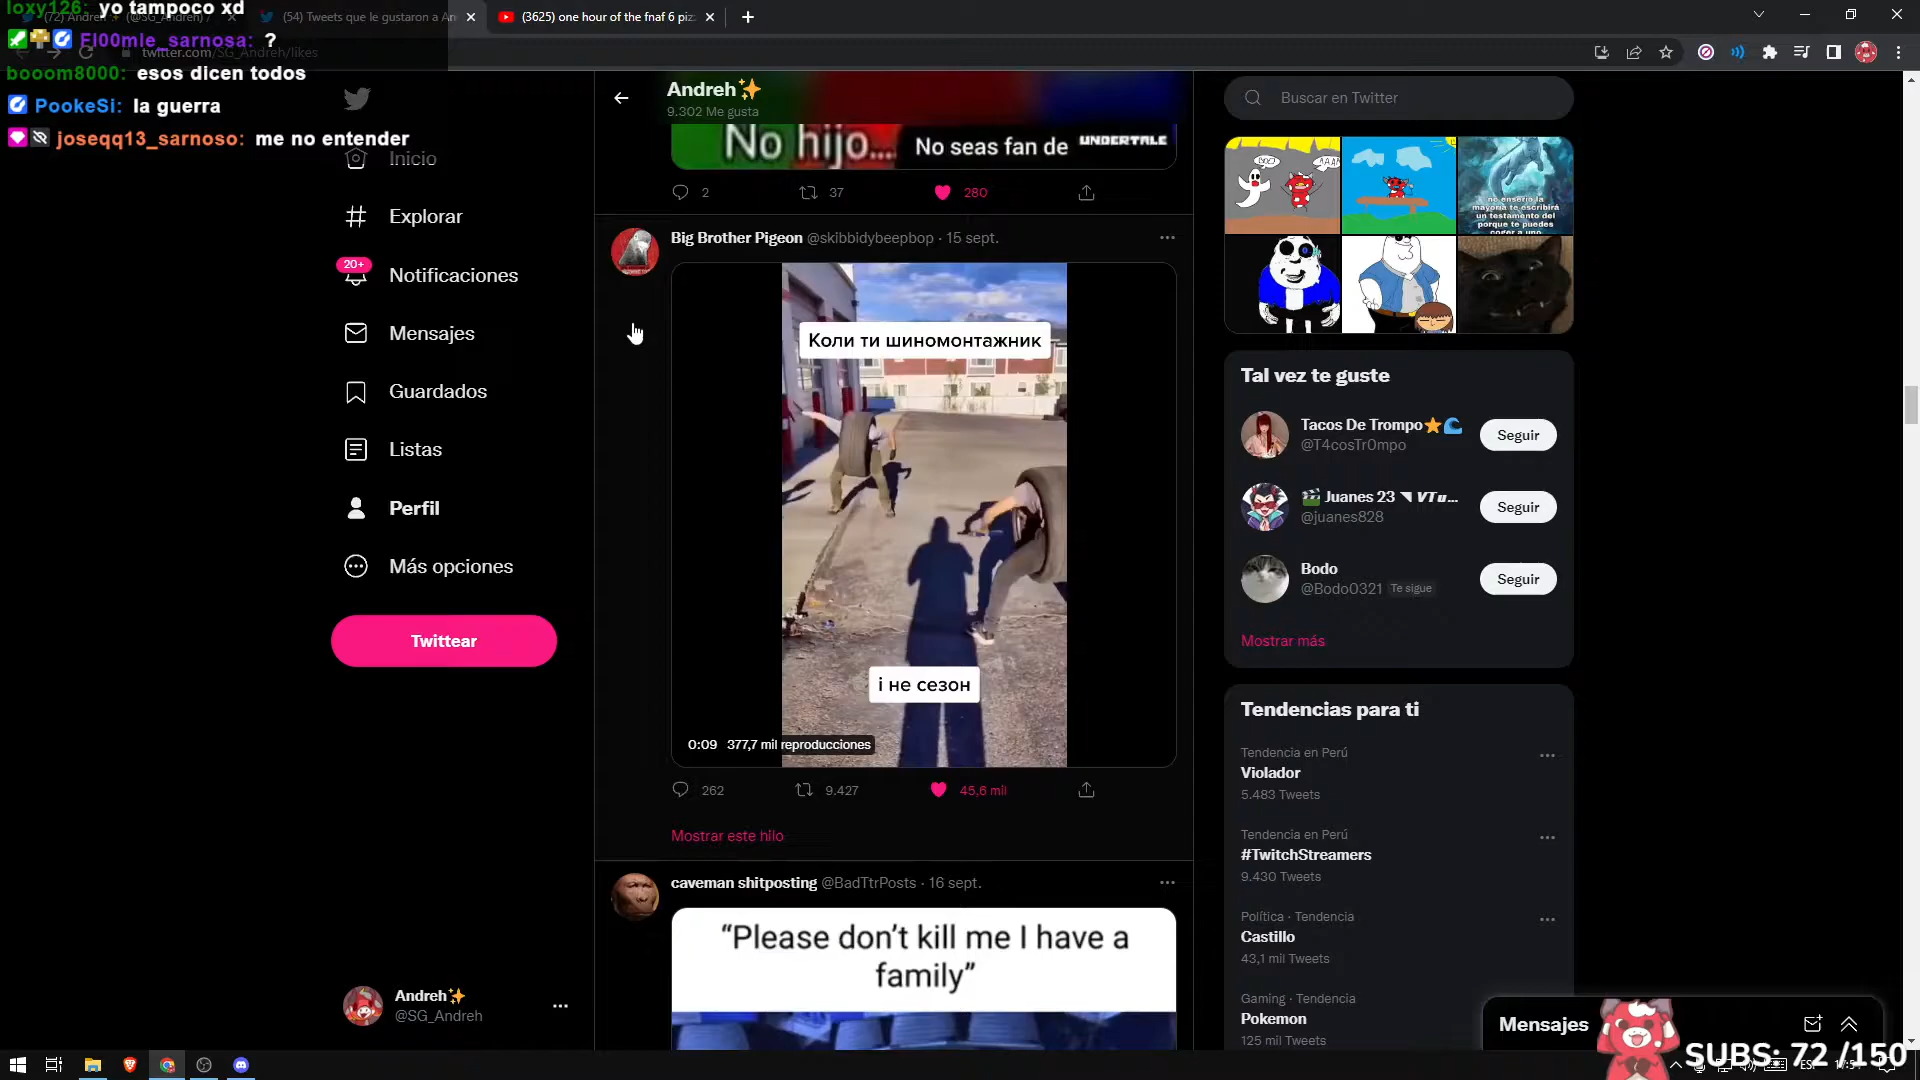 loxy126: yo tampoco xd
El00mle_sarnosa: ?
booom8000: esos dicen todos
PookeSi: la guerra
joseqq13_sarnoso: me no entender
(72) Andreh✨ (@SG_Andreh) /
(54) Tweets que le gustaron a An
(3625) one hour of the fnaf 6 piz
twitter.com/SG_Andreh/likes
Inicio
Explorar
20+
Notificaciones
Mensajes
Guardados
Listas
Perfil
Más opciones
Twittear
Andreh✨
@SG_Andreh
Andreh✨
9.302 Me gusta
No hijo... No seas fan de UNDERTALE
2 37 280
Big Brother Pigeon @skibbidybeepbop · 15 sept.
Коли ти шиномонтажник
і не сезон
0:09 377,7 mil reproducciones
262 9.427 45,6 mil
Mostrar este hilo
caveman shitposting @BadTtrPosts · 16 sept.
“Please don’t kill me I have a
family”
Buscar en Twitter
no enserio la
mayoria te escribirá
un testamento del
porque te puedes
coger a uno
Tal vez te guste
Tacos De Trompo⭐🌊
@T4cosTr0mpo
Seguir
🎬 Juanes 23 ◥ VTu...
@juanes828
Seguir
Bodo
@Bodo0321 Te sigue
Seguir
Mostrar más
Tendencias para ti
Tendencia en Perú
Violador
5.483 Tweets
Tendencia en Perú
#TwitchStreamers
9.430 Tweets
Política · Tendencia
Castillo
43,1 mil Tweets
Gaming · Tendencia
Pokemon
125 mil Tweets
Mensajes
SUBS: 72 /150